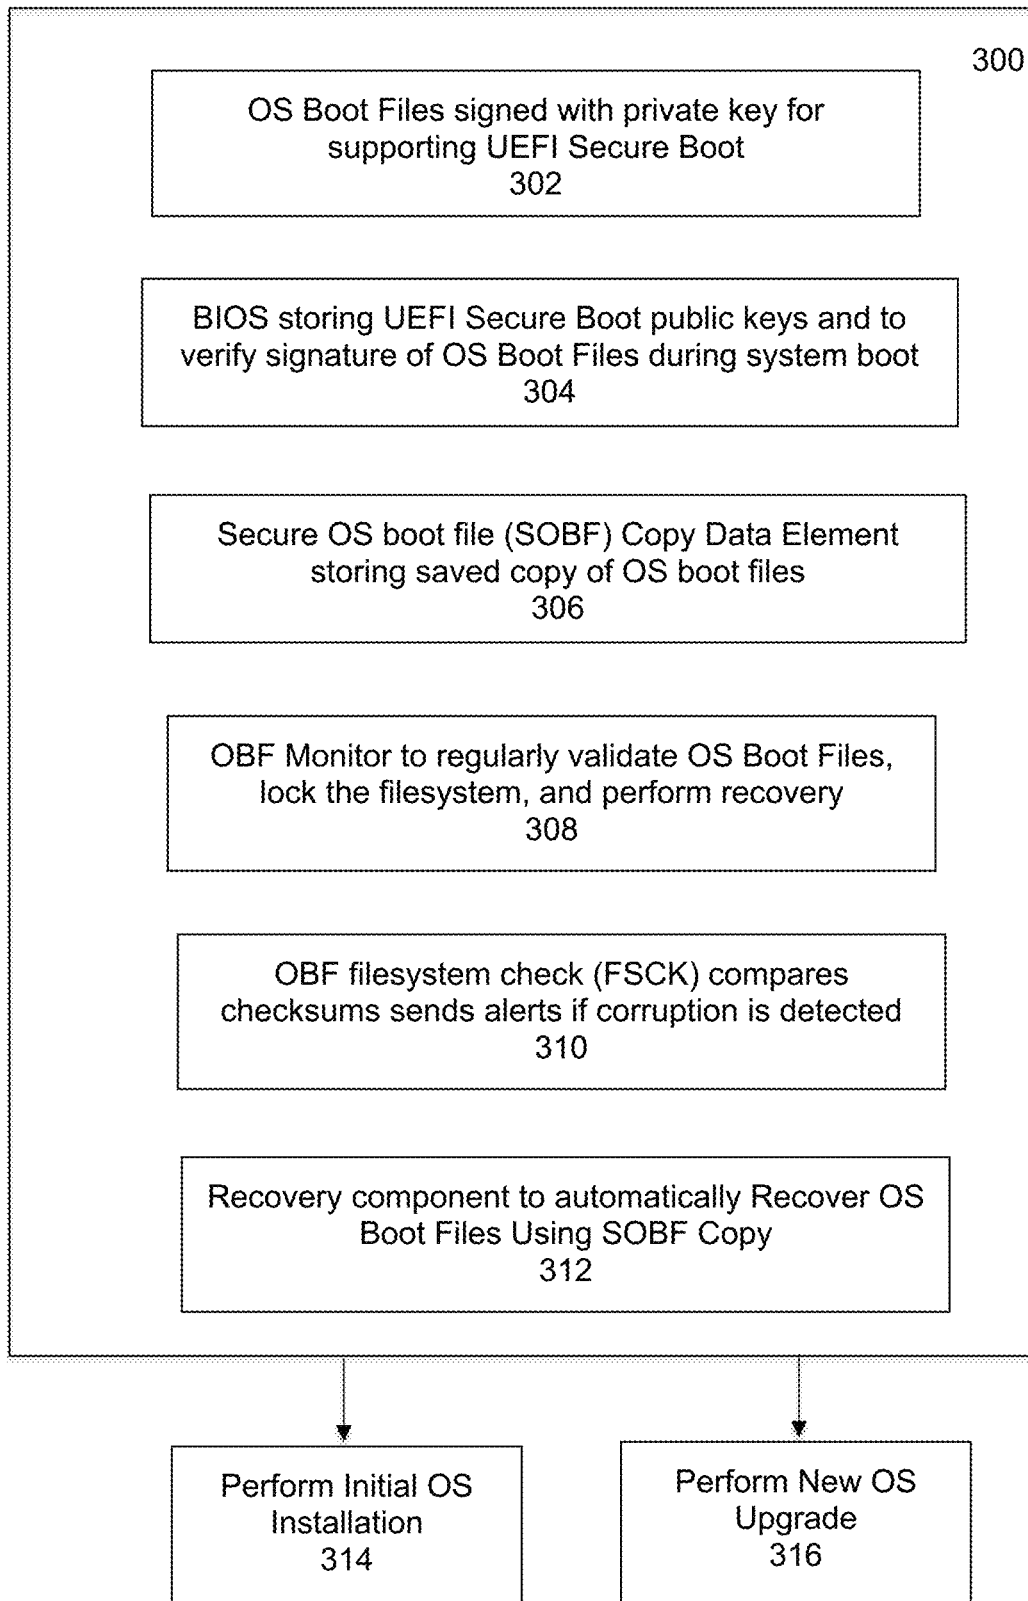 300
OS Boot Files signed with private key for
supporting UEFI Secure Boot
302
BIOS storing UEFI Secure Boot public keys and to
verify signature of OS Boot Files during system boot
304
Secure OS boot file (SOBF) Copy Data Element
storing saved copy of OS boot files
306
OBF Monitor to regularly validate OS Boot Files,
lock the filesystem, and perform recovery
308
OBF filesystem check (FSCK) compares
checksums sends alerts if corruption is detected
310
Recovery component to automatically Recover OS
Boot Files Using SOBF Copy
312
Perform Initial OS
Installation
314
Perform New OS
Upgrade
316